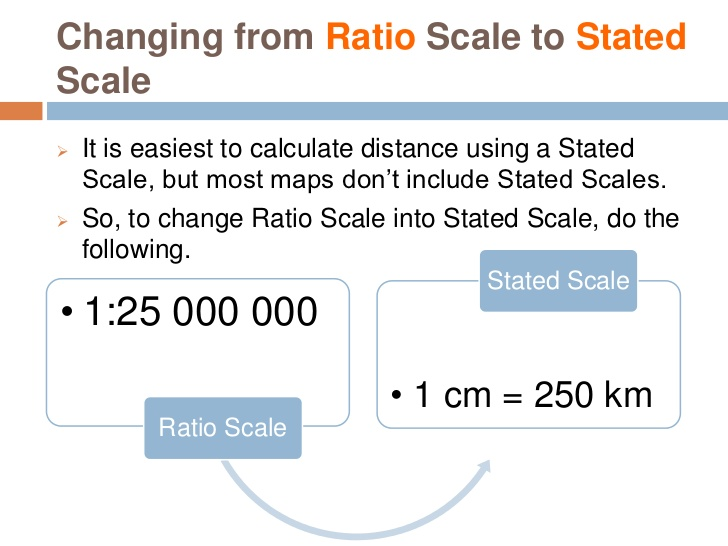 Changing from Ratio Scale to Stated
Scale
➢ It is easiest to calculate distance using a Stated
Scale, but most maps don’t include Stated Scales.
➢ So, to change Ratio Scale into Stated Scale, do the
following.
• 1:25 000 000
Ratio Scale
Stated Scale
• 1 cm = 250 km